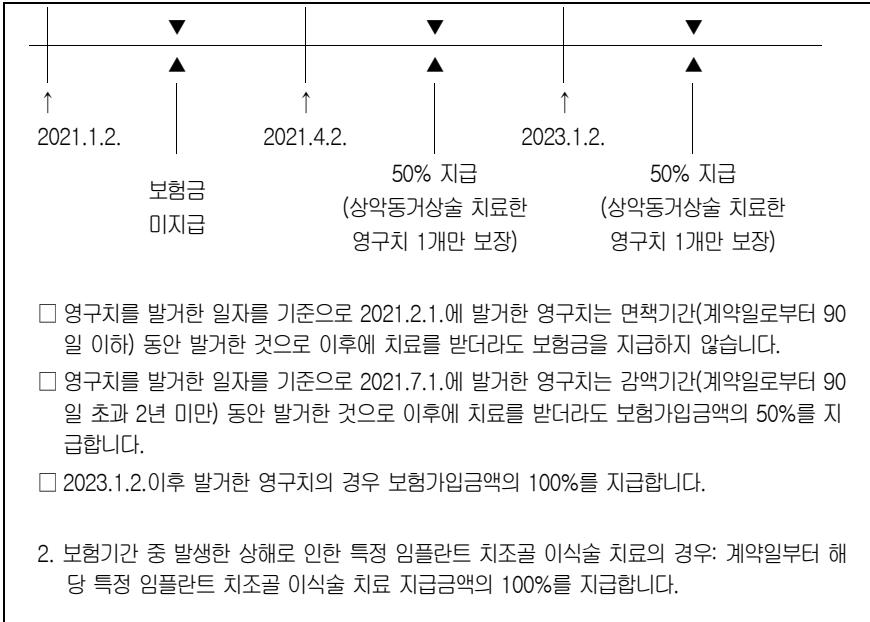 ▼ ▼ ▼
▲ ▲ ▲
↑ ↑ ↑
2021.1.2. 2021.4.2. 2023.1.2.
보험금
미지급
50% 지급
(상악동거상술 치료한
영구치 1개만 보장)
50% 지급
(상악동거상술 치료한
영구치 1개만 보장)
□ 영구치를 발거한 일자를 기준으로 2021.2.1.에 발거한 영구치는 면책기간(계약일로부터 90
일 이하) 동안 발거한 것으로 이후에 치료를 받더라도 보험금을 지급하지 않습니다.
□ 영구치를 발거한 일자를 기준으로 2021.7.1.에 발거한 영구치는 감액기간(계약일로부터 90
일 초과 2년 미만) 동안 발거한 것으로 이후에 치료를 받더라도 보험가입금액의 50%를 지
급합니다.
□ 2023.1.2.이후 발거한 영구치의 경우 보험가입금액의 100%를 지급합니다.
2. 보험기간 중 발생한 상해로 인한 특정 임플란트 치조골 이식술 치료의 경우: 계약일부터 해
당 특정 임플란트 치조골 이식술 치료 지급금액의 100%를 지급합니다.